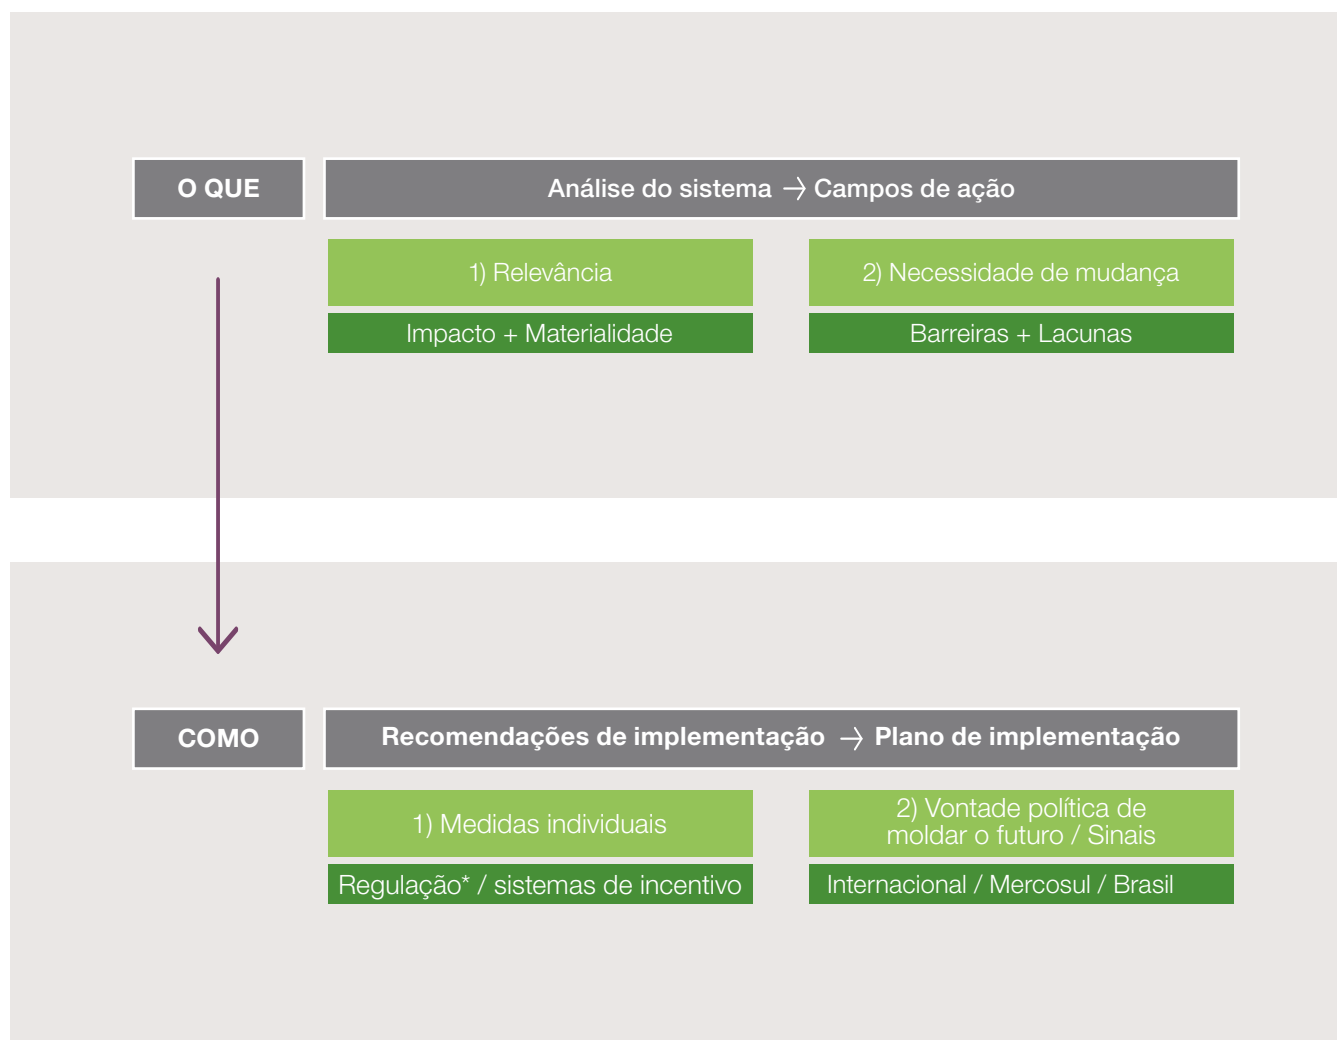 O QUE
Análise do sistema → Campos de ação
1) Relevância
2) Necessidade de mudança
Impacto + Materialidade
Barreiras + Lacunas
COMO
Recomendações de implementação → Plano de implementação
1) Medidas individuais
2) Vontade política de
moldar o futuro / Sinais
Regulação* / sistemas de incentivo
Internacional / Mercosul / Brasil